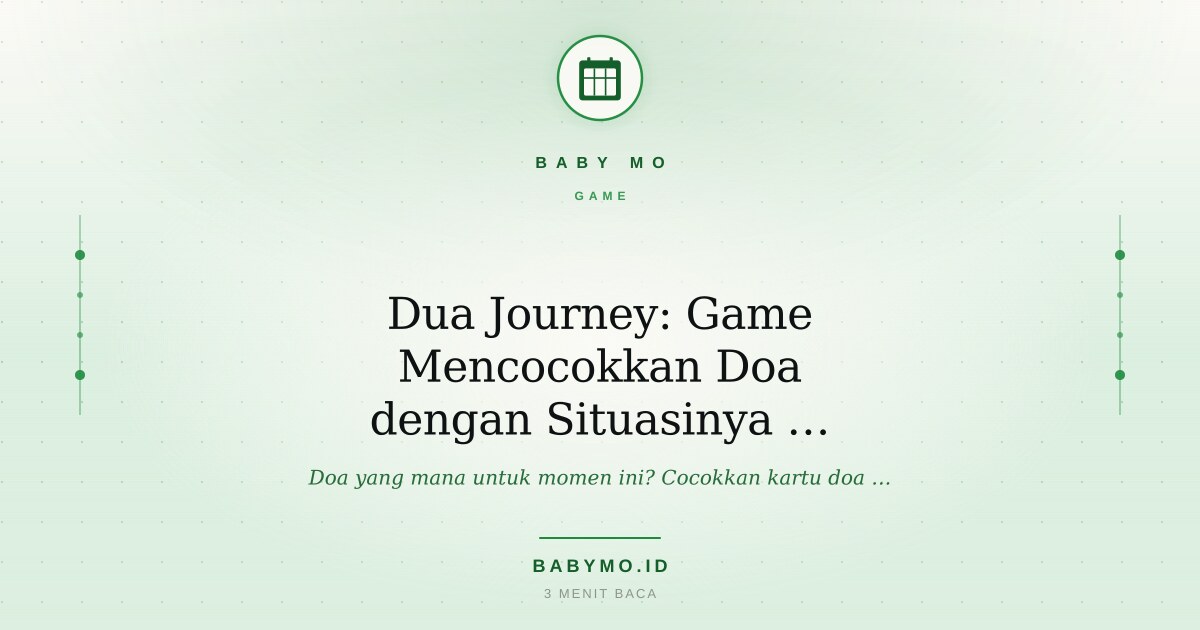 BABY MO
GAME
Dua Journey: Game
Mencocokkan Doa
dengan Situasinya ...
Doa yang mana untuk momen ini? Cocokkan kartu doa ...
BABYMO.ID
3 MENIT BACA